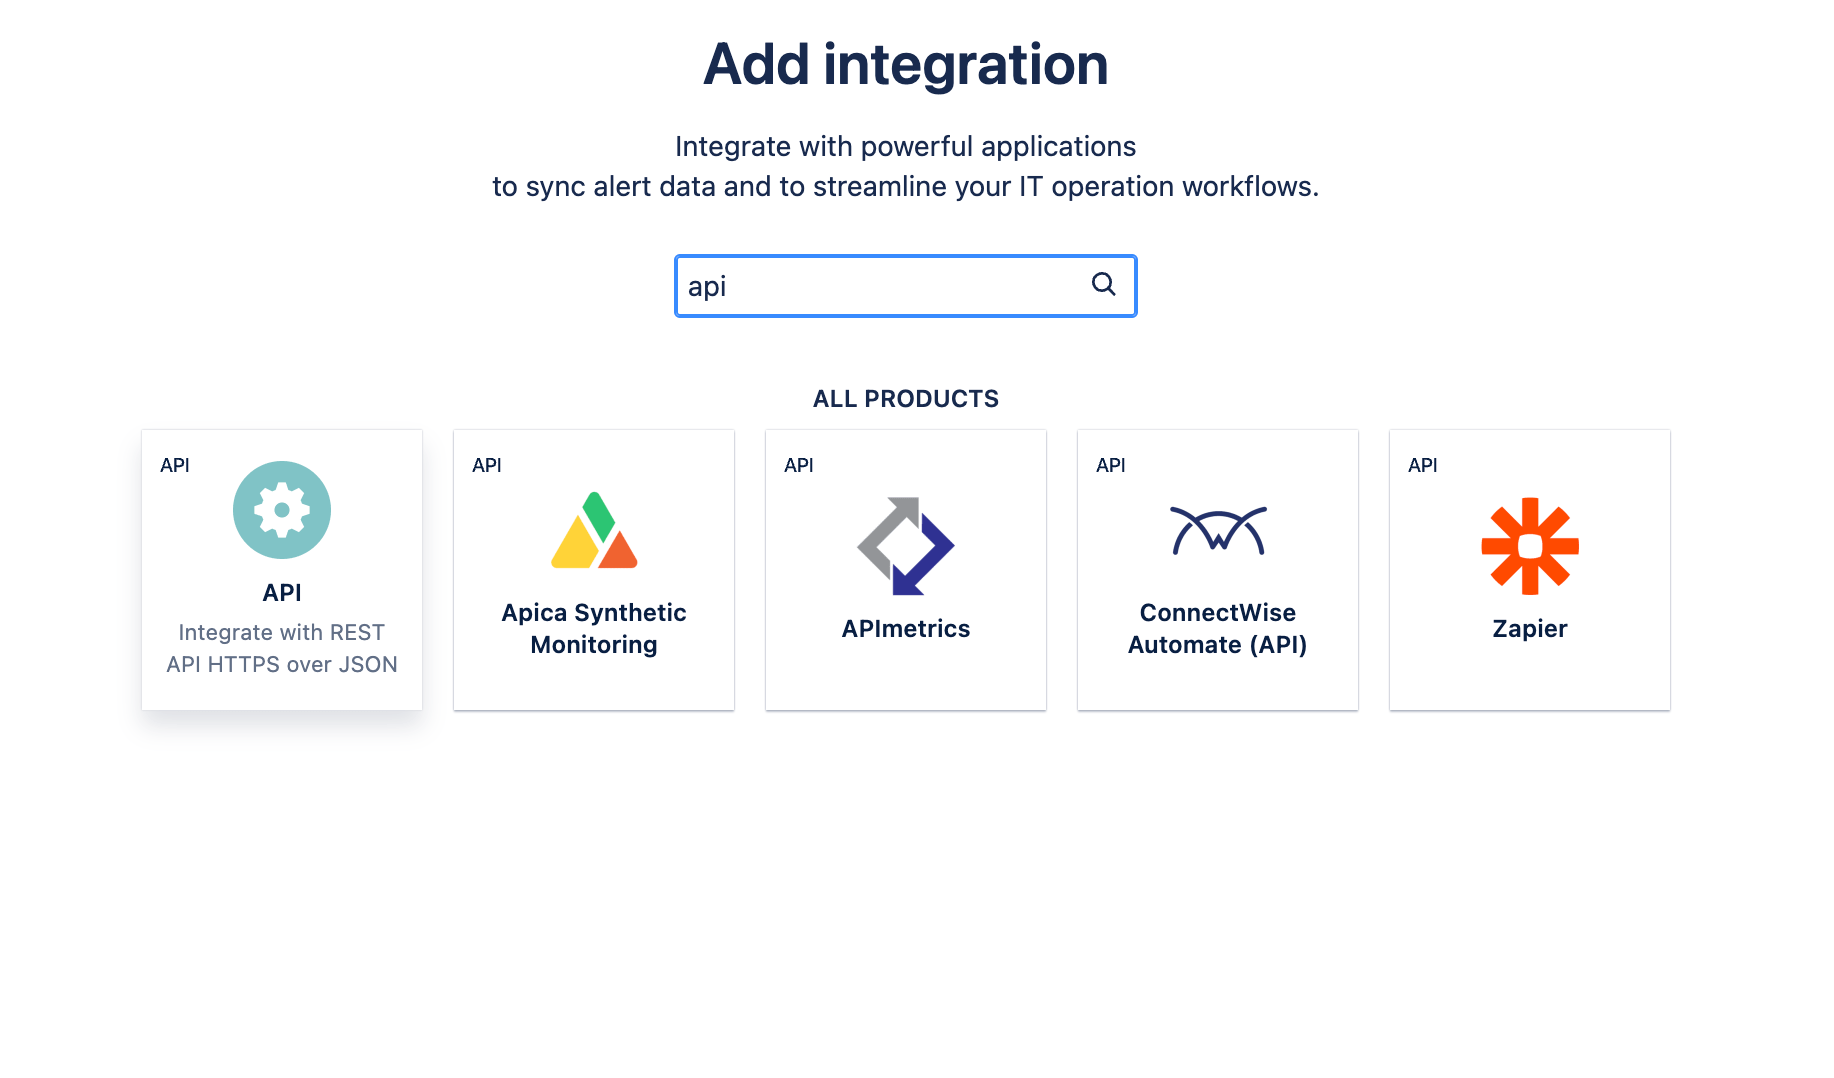 Add integration
Integrate with powerful applications
to sync alert data and to streamline your IT operation workflows.
api
ALL PRODUCTS
API
API
Integrate with REST
API HTTPS over JSON
API
Apica Synthetic
Monitoring
API
APImetrics
API
ConnectWise
Automate (API)
API
Zapier